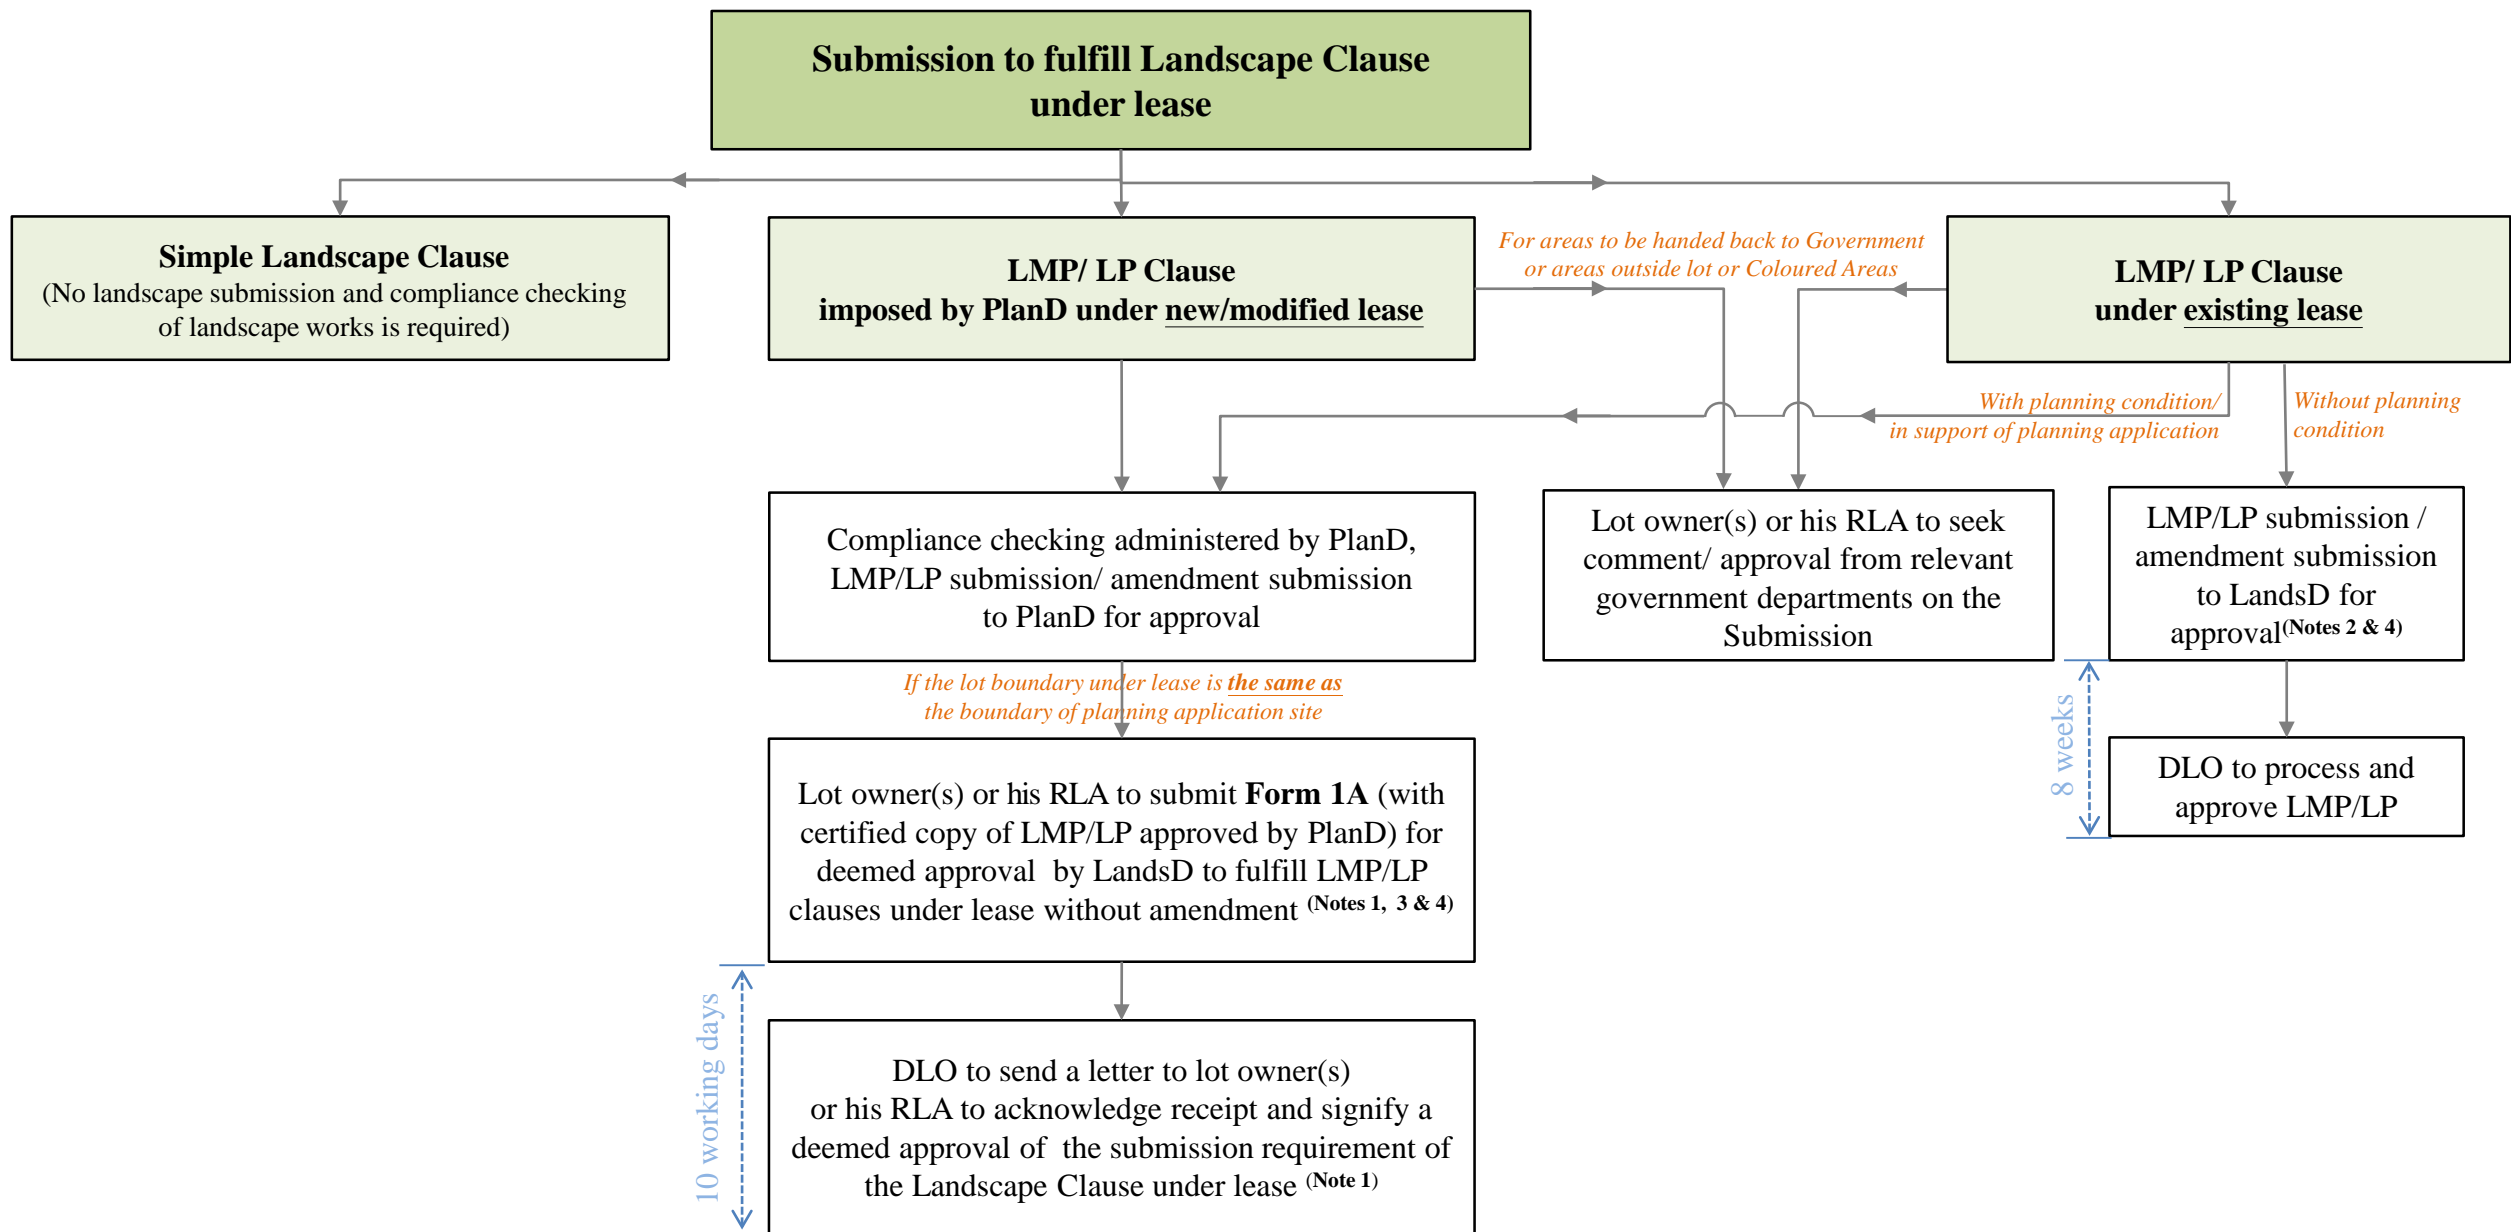 Submission to fulfill Landscape Clause
under lease
Simple Landscape Clause
(No landscape submission and compliance checking
of landscape works is required)
LMP/ LP Clause
imposed by PlanD under new/modified lease
For areas to be handed back to Government
or areas outside lot or Coloured Areas
LMP/ LP Clause
under existing lease
With planning condition/
in support of planning application
Without planning
condition
Compliance checking administered by PlanD,
LMP/LP submission/ amendment submission
to PlanD for approval
Lot owner(s) or his RLA to seek
comment/ approval from relevant
government departments on the
Submission
LMP/LP submission /
amendment submission
to LandsD for
approval(Notes 2 & 4)
If the lot boundary under lease is the same as
the boundary of planning application site
8 weeks
DLO to process and
approve LMP/LP
Lot owner(s) or his RLA to submit Form 1A (with
certified copy of LMP/LP approved by PlanD) for
deemed approval by LandsD to fulfill LMP/LP
clauses under lease without amendment (Notes 1, 3 & 4)
10 working days
DLO to send a letter to lot owner(s)
or his RLA to acknowledge receipt and signify a
deemed approval of the submission requirement of
the Landscape Clause under lease (Note 1)